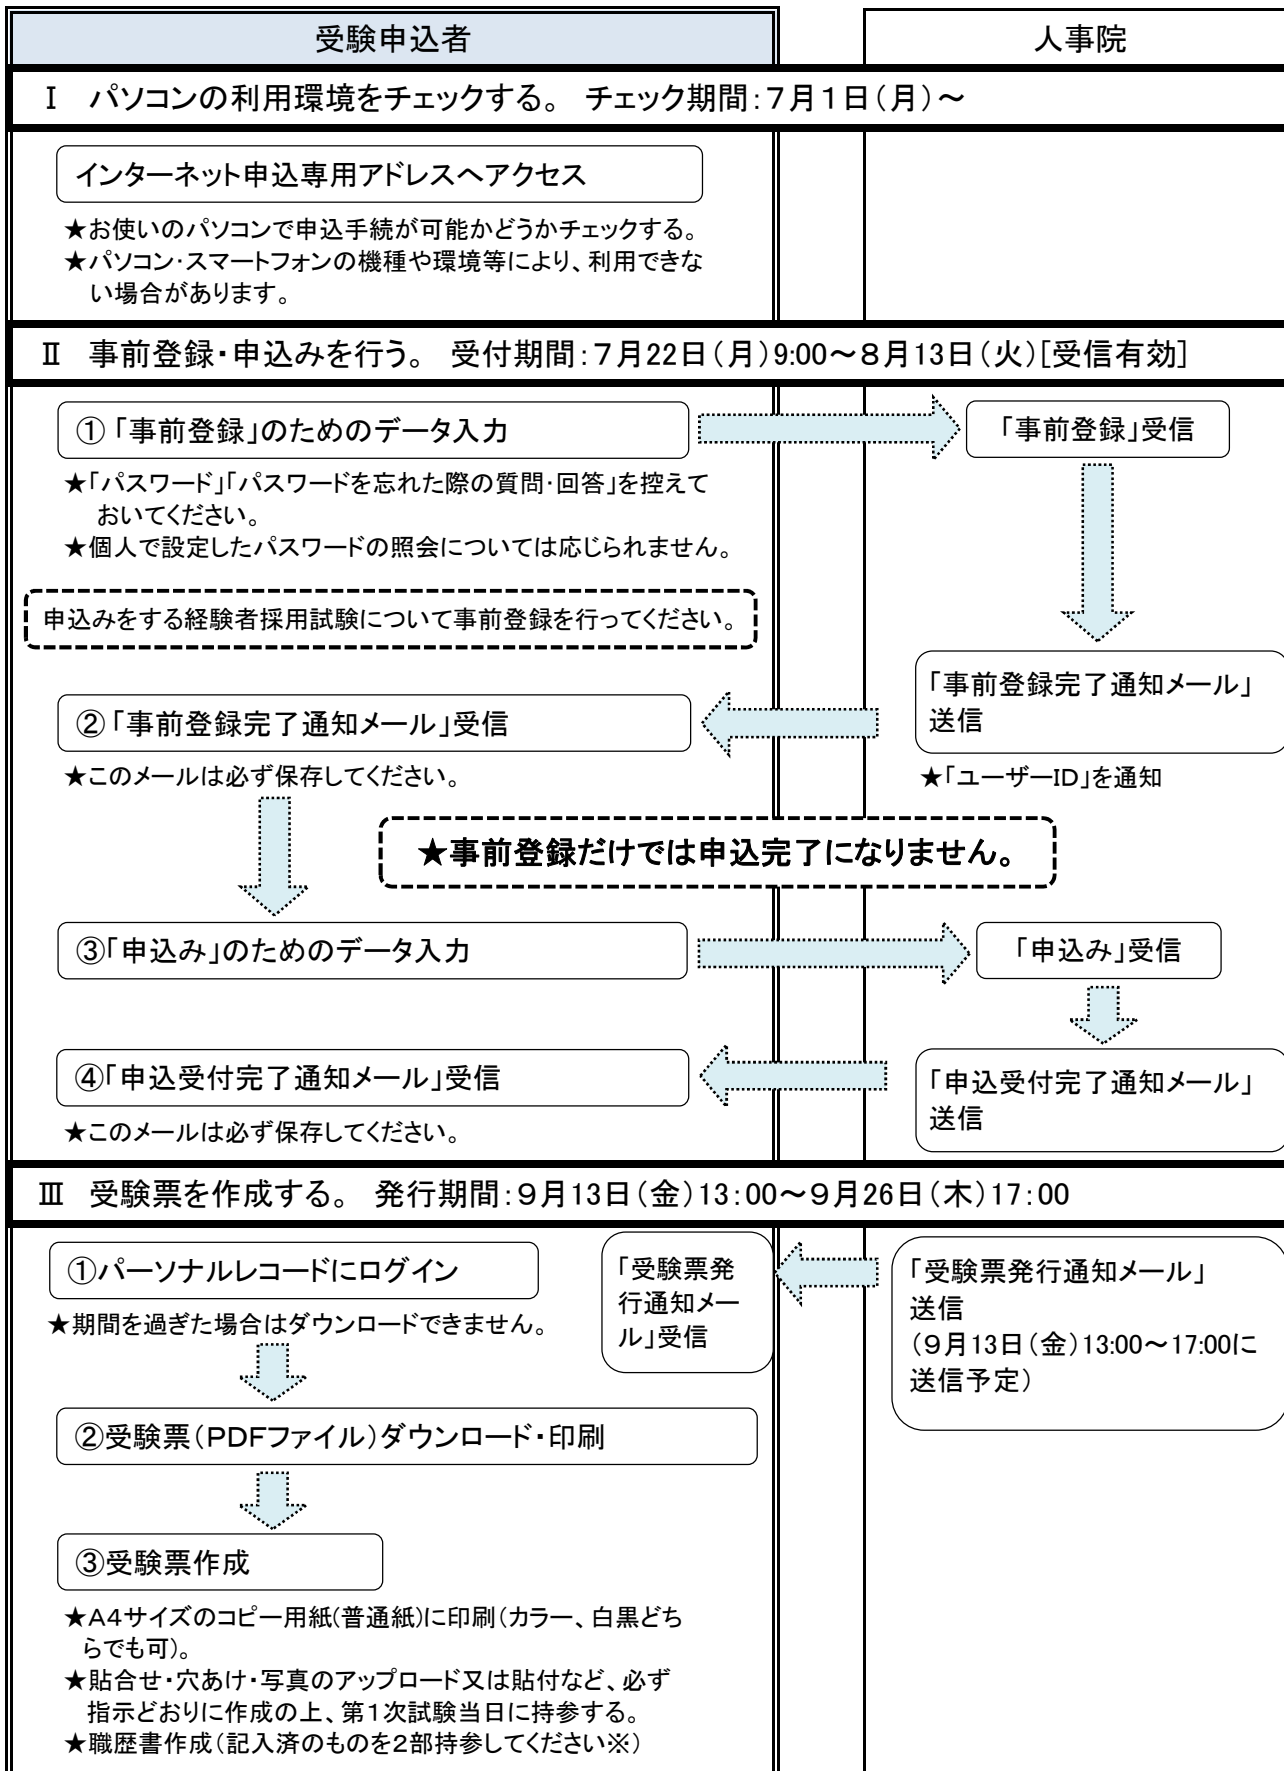 受験申込者
人事院
Ⅰ パソコンの利用環境をチェックする。 チェック期間:7月1日(月)~
インターネット申込専用アドレスへアクセス
★お使いのパソコンで申込手続が可能かどうかチェックする。
★パソコン・スマートフォンの機種や環境等により、利用できな
い場合があります。
Ⅱ 事前登録・申込みを行う。 受付期間:7月22日(月)9:00~8月13日(火)[受信有効]
①「事前登録」のためのデータ入力
「事前登録」受信
★「パスワード」「パスワードを忘れた際の質問・回答」を控えて
おいてください。
★個人で設定したパスワードの照会については応じられません。
申込みをする経験者採用試験について事前登録を行ってください。
「事前登録完了通知メール」
送信
②「事前登録完了通知メール」受信
★このメールは必ず保存してください。
★「ユーザーID」を通知
★事前登録だけでは申込完了になりません。
③「申込み」のためのデータ入力
「申込み」受信
④「申込受付完了通知メール」受信
「申込受付完了通知メール」
送信
★このメールは必ず保存してください。
Ⅲ 受験票を作成する。 発行期間:9月13日(金)13:00~9月26日(木)17:00
①パーソナルレコードにログイン
★期間を過ぎた場合はダウンロードできません。
「受験票発
行通知メー
ル」受信
「受験票発行通知メール」
送信
(9月13日(金)13:00~17:00に
送信予定)
②受験票(PDFファイル)ダウンロード・印刷
③受験票作成
★A4サイズのコピー用紙(普通紙)に印刷(カラー、白黒どち
らでも可)。
★貼合せ・穴あけ・写真のアップロード又は貼付など、必ず
指示どおりに作成の上、第1次試験当日に持参する。
★職歴書作成(記入済のものを2部持参してください※)